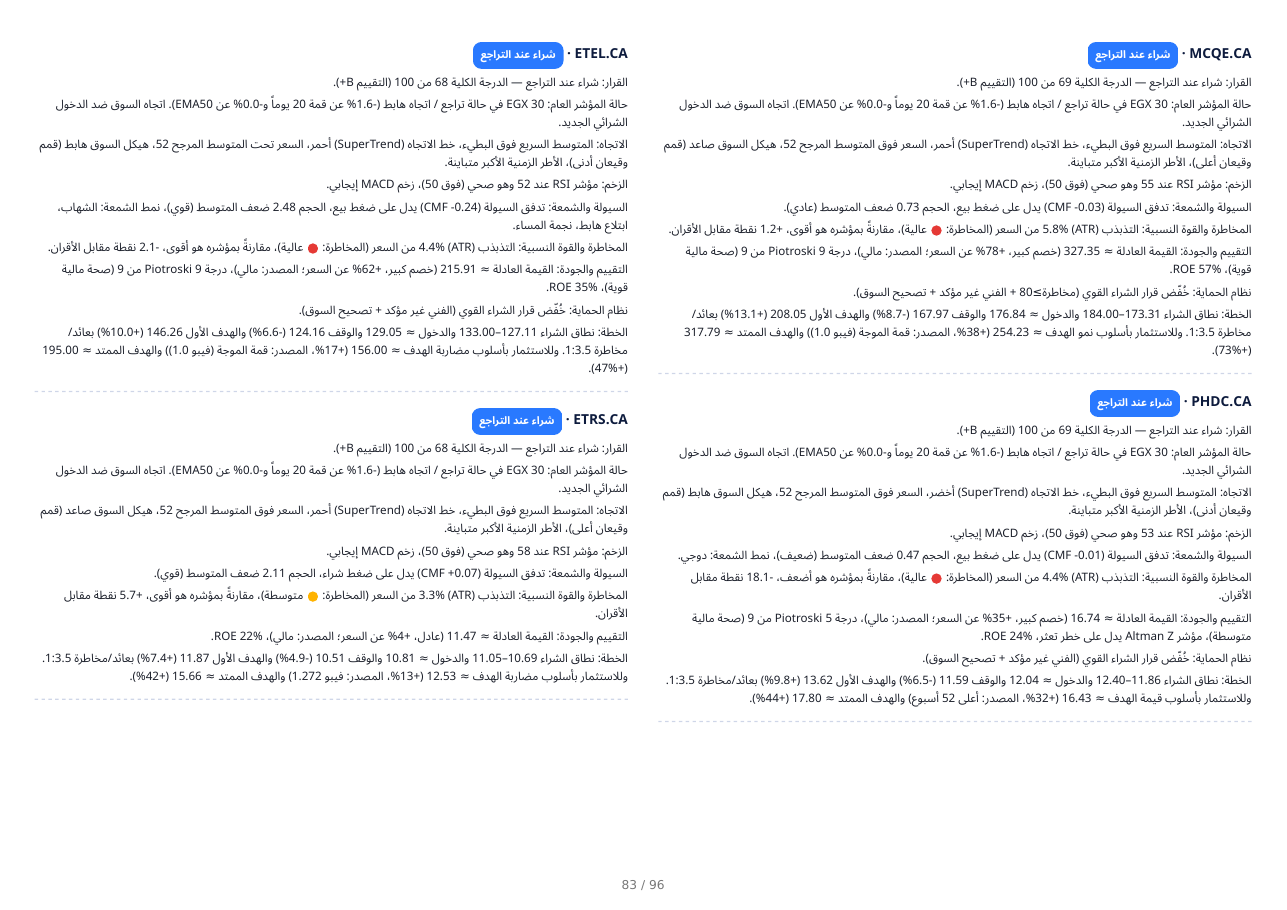 MCQE.CA · شراء عند التراجع
القرار: شراء عند التراجع — الدرجة الكلية 69 من 100 (التقييم B+).
حالة المؤشر العام: EGX 30 في حالة تراجع / اتجاه هابط (-1.6% عن قمة 20 يوماً و-0.0% عن EMA50). اتجاه السوق ضد الدخول
الشرائي الجديد.
الاتجاه: المتوسط السريع فوق البطيء، خط الاتجاه (SuperTrend) أحمر، السعر فوق المتوسط المرجح 52، هيكل السوق صاعد (قمم
وقيعان أعلى)، الأطر الزمنية الأكبر متباينة.
الزخم: مؤشر RSI عند 55 وهو صحي (فوق 50)، زخم MACD إيجابي.
السيولة والشمعة: تدفق السيولة (CMF -0.03) يدل على ضغط بيع، الحجم 0.73 ضعف المتوسط (عادي).
المخاطرة والقوة النسبية: التذبذب (ATR) 5.8% من السعر (المخاطرة: 🔴 عالية)، مقارنةً بمؤشره هو أقوى، +1.2 نقطة مقابل الأقران.
التقييم والجودة: القيمة العادلة ≈ 327.35 (خصم كبير، +78% عن السعر؛ المصدر: مالي)، درجة Piotroski 9 من 9 (صحة مالية
قوية)، ROE 57%.
نظام الحماية: خُفّض قرار الشراء القوي (مخاطرة≥80 + الفني غير مؤكد + تصحيح السوق).
الخطة: نطاق الشراء 173.31–184.00 والدخول ≈ 176.84 والوقف 167.97 (-8.7%) والهدف الأول 208.05 (+13.1%) بعائد/
مخاطرة 1:3.5. وللاستثمار بأسلوب نمو الهدف ≈ 254.23 (+38%، المصدر: قمة الموجة (فيبو 1.0)) والهدف الممتد ≈ 317.79
(+73%).
PHDC.CA · شراء عند التراجع
القرار: شراء عند التراجع — الدرجة الكلية 69 من 100 (التقييم B+).
حالة المؤشر العام: EGX 30 في حالة تراجع / اتجاه هابط (-1.6% عن قمة 20 يوماً و-0.0% عن EMA50). اتجاه السوق ضد الدخول
الشرائي الجديد.
الاتجاه: المتوسط السريع فوق البطيء، خط الاتجاه (SuperTrend) أخضر، السعر فوق المتوسط المرجح 52، هيكل السوق هابط (قمم
وقيعان أدنى)، الأطر الزمنية الأكبر متباينة.
الزخم: مؤشر RSI عند 53 وهو صحي (فوق 50)، زخم MACD إيجابي.
السيولة والشمعة: تدفق السيولة (CMF -0.01) يدل على ضغط بيع، الحجم 0.47 ضعف المتوسط (ضعيف)، نمط الشمعة: دوجي.
المخاطرة والقوة النسبية: التذبذب (ATR) 4.4% من السعر (المخاطرة: 🔴 عالية)، مقارنةً بمؤشره هو أضعف، -18.1 نقطة مقابل
الأقران.
التقييم والجودة: القيمة العادلة ≈ 16.74 (خصم كبير، +35% عن السعر؛ المصدر: مالي)، درجة Piotroski 5 من 9 (صحة مالية
متوسطة)، مؤشر Altman Z يدل على خطر تعثر، ROE 24%.
نظام الحماية: خُفّض قرار الشراء القوي (الفني غير مؤكد + تصحيح السوق).
الخطة: نطاق الشراء 11.86–12.40 والدخول ≈ 12.04 والوقف 11.59 (-6.5%) والهدف الأول 13.62 (+9.8%) بعائد/مخاطرة 1:3.5.
وللاستثمار بأسلوب قيمة الهدف ≈ 16.43 (+32%، المصدر: أعلى 52 أسبوع) والهدف الممتد ≈ 17.80 (+44%).
ETEL.CA · شراء عند التراجع
القرار: شراء عند التراجع — الدرجة الكلية 68 من 100 (التقييم B+).
حالة المؤشر العام: EGX 30 في حالة تراجع / اتجاه هابط (-1.6% عن قمة 20 يوماً و-0.0% عن EMA50). اتجاه السوق ضد الدخول
الشرائي الجديد.
الاتجاه: المتوسط السريع فوق البطيء، خط الاتجاه (SuperTrend) أحمر، السعر تحت المتوسط المرجح 52، هيكل السوق هابط (قمم
وقيعان أدنى)، الأطر الزمنية الأكبر متباينة.
الزخم: مؤشر RSI عند 52 وهو صحي (فوق 50)، زخم MACD إيجابي.
السيولة والشمعة: تدفق السيولة (CMF -0.24) يدل على ضغط بيع، الحجم 2.48 ضعف المتوسط (قوي)، نمط الشمعة: الشهاب،
ابتلاع هابط، نجمة المساء.
المخاطرة والقوة النسبية: التذبذب (ATR) 4.4% من السعر (المخاطرة: 🔴 عالية)، مقارنةً بمؤشره هو أقوى، -2.1 نقطة مقابل الأقران.
التقييم والجودة: القيمة العادلة ≈ 215.91 (خصم كبير، +62% عن السعر؛ المصدر: مالي)، درجة Piotroski 9 من 9 (صحة مالية
قوية)، ROE 35%.
نظام الحماية: خُفّض قرار الشراء القوي (الفني غير مؤكد + تصحيح السوق).
الخطة: نطاق الشراء 127.11–133.00 والدخول ≈ 129.05 والوقف 124.16 (-6.6%) والهدف الأول 146.26 (+10.0%) بعائد/
مخاطرة 1:3.5. وللاستثمار بأسلوب مضاربة الهدف ≈ 156.00 (+17%، المصدر: قمة الموجة (فيبو 1.0)) والهدف الممتد ≈ 195.00
(+47%).
ETRS.CA · شراء عند التراجع
القرار: شراء عند التراجع — الدرجة الكلية 68 من 100 (التقييم B+).
حالة المؤشر العام: EGX 30 في حالة تراجع / اتجاه هابط (-1.6% عن قمة 20 يوماً و-0.0% عن EMA50). اتجاه السوق ضد الدخول
الشرائي الجديد.
الاتجاه: المتوسط السريع فوق البطيء، خط الاتجاه (SuperTrend) أحمر، السعر فوق المتوسط المرجح 52، هيكل السوق صاعد (قمم
وقيعان أعلى)، الأطر الزمنية الأكبر متباينة.
الزخم: مؤشر RSI عند 58 وهو صحي (فوق 50)، زخم MACD إيجابي.
السيولة والشمعة: تدفق السيولة (CMF +0.07) يدل على ضغط شراء، الحجم 2.11 ضعف المتوسط (قوي).
المخاطرة والقوة النسبية: التذبذب (ATR) 3.3% من السعر (المخاطرة: 🟡 متوسطة)، مقارنةً بمؤشره هو أقوى، +5.7 نقطة مقابل
الأقران.
التقييم والجودة: القيمة العادلة ≈ 11.47 (عادل، +4% عن السعر؛ المصدر: مالي)، ROE 22%.
الخطة: نطاق الشراء 10.69–11.05 والدخول ≈ 10.81 والوقف 10.51 (-4.9%) والهدف الأول 11.87 (+7.4%) بعائد/مخاطرة 1:3.5.
وللاستثمار بأسلوب مضاربة الهدف ≈ 12.53 (+13%، المصدر: فيبو 1.272) والهدف الممتد ≈ 15.66 (+42%).
83 / 96